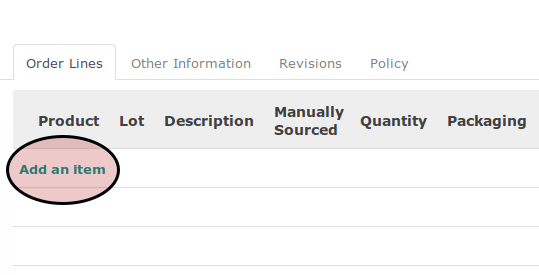 Order Lines Other Information Revisions Policy
Product Lot Description Manually Sourced Quantity Packaging
Add an item